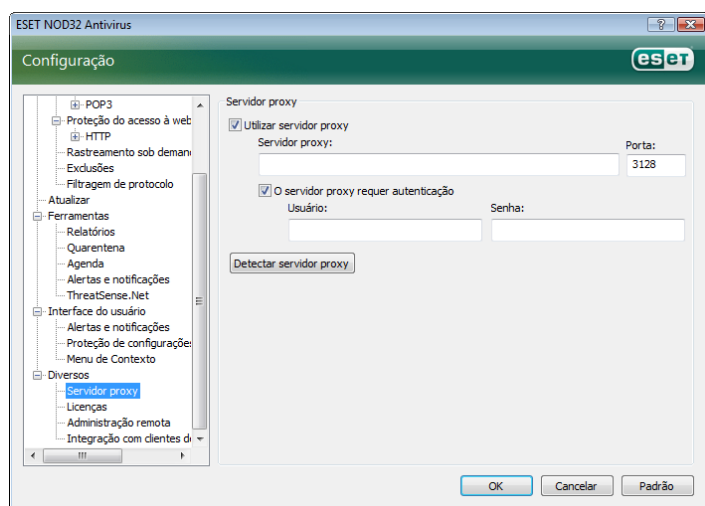 ESET NOD32 Antivirus
Configuração
eseT
POP3
Proteção do acesso à web
HTTP
Rastreamento sob deman
Exclusões
Filtragem de protocolo
Atualizar
Ferramentas
Relatórios
Quarentena
Agenda
Alertas e notificações
ThreatSense.Net
Interface do usuário
Alertas e notificações
Proteção de configurações
Menu de Contexto
Diversos
Servidor proxy
Licenças
Administração remota
Integração com clientes d
Servidor proxy
Utilizar servidor proxy
Servidor proxy:
Porta:
3128
O servidor proxy requer autenticação
Usuário:
Senha:
Detectar servidor proxy
OK
Cancelar
Padrão